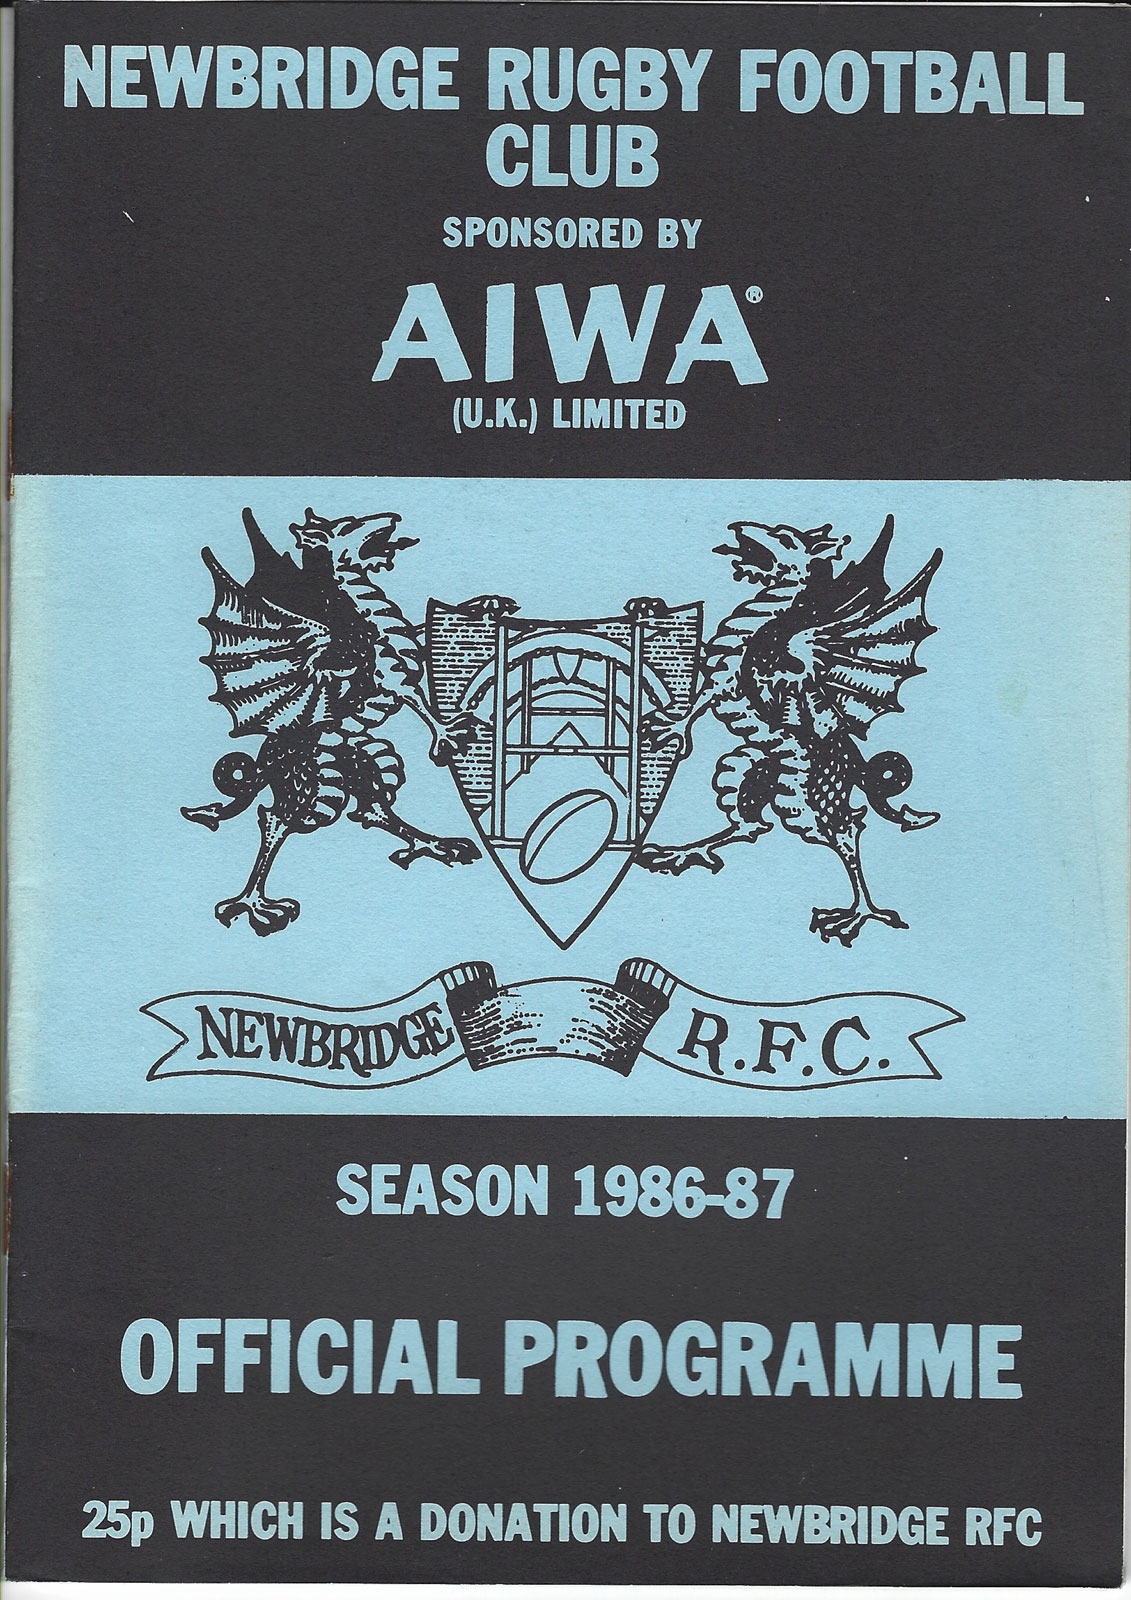 NEWBRIDGE RUGBY FOOTBALL
CLUB
SPONSORED BY
AIWA®
(U.K.) LIMITED
NEWBRIDGE R.F.C.
SEASON 1986-87
OFFICIAL PROGRAMME
25p WHICH IS A DONATION TO NEWBRIDGE RFC